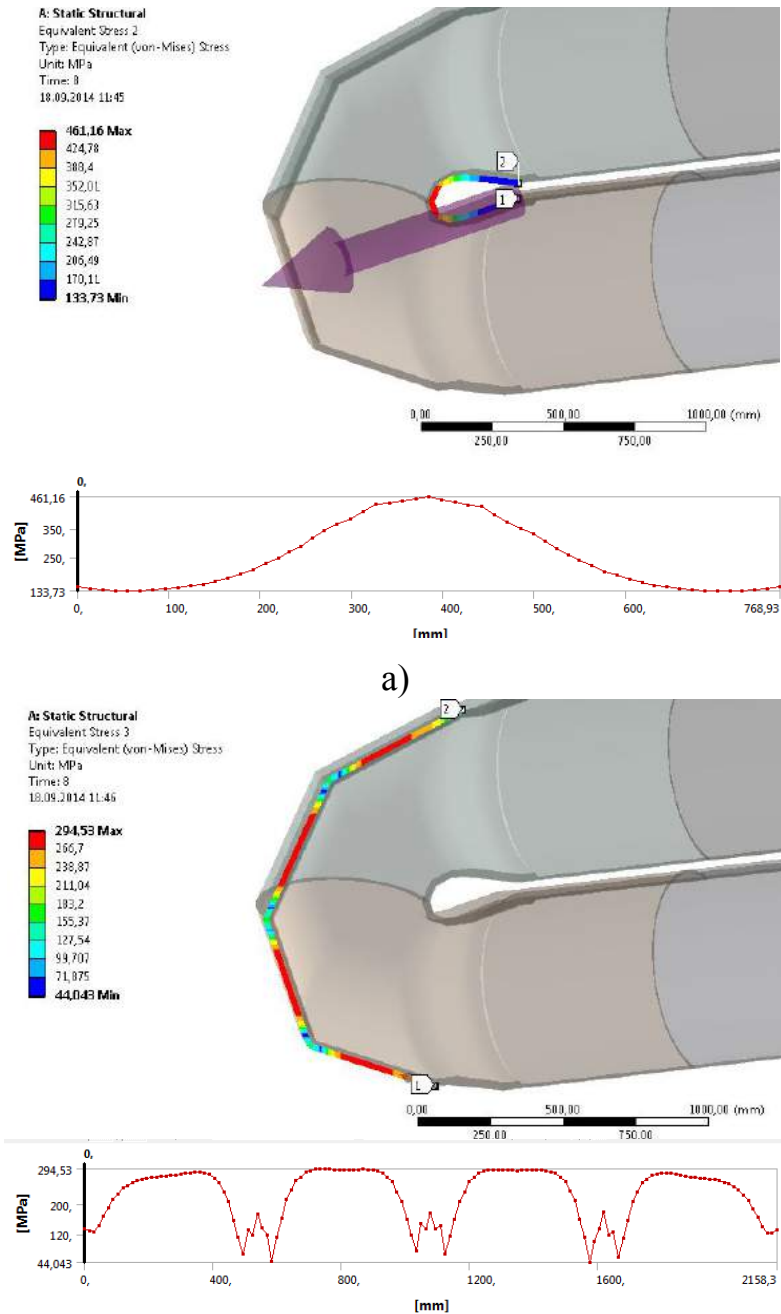 A: Static Structural
Equivalent Stress 2
Type: Equivalent (von-Mises) Stress
Unit: MPa
Time: 8
18.09.2014 11:45
461,16 Max
424,78
388,4
352,01
315,63
279,25
242,87
206,49
170,11
133,73 Min
2
1
0,00 500,00 1000,00 (mm)
250,00 750,00
0,
461,16
350,
250,
133,73
[MPa]
0, 100, 200, 300, 400, 500, 600, 768,93
[mm]
a)
A: Static Structural
Equivalent Stress 3
Type: Equivalent (von-Mises) Stress
Unit: MPa
Time: 8
18.09.2014 11:46
294,53 Max
266,7
238,87
211,04
183,2
155,37
127,54
99,707
71,875
44,043 Min
2
1
0,00 500,00 1000,00 (mm)
250,00 750,00
0,
294,53
200,
120,
44,043
[MPa]
0, 400, 800, 1200, 1600, 2158,3
[mm]